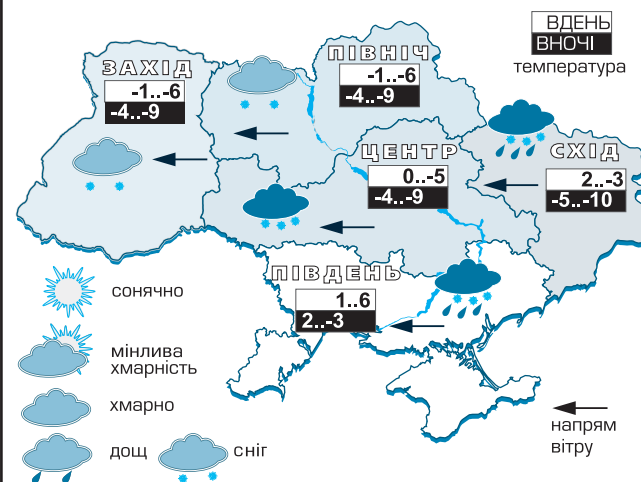 ВДЕНЬ
ВНОЧІ
температура
ПІВНІЧ
-1..-6
-4..-9
ЗАХІД
-1..-6
-4..-9
ЦЕНТР
0..-5
-4..-9
СХІД
2..-3
-5..-10
ПІВДЕНЬ
1..6
2..-3
сонячно
мінлива
хмарність
хмарно
дощ
сніг
напрям
вітру